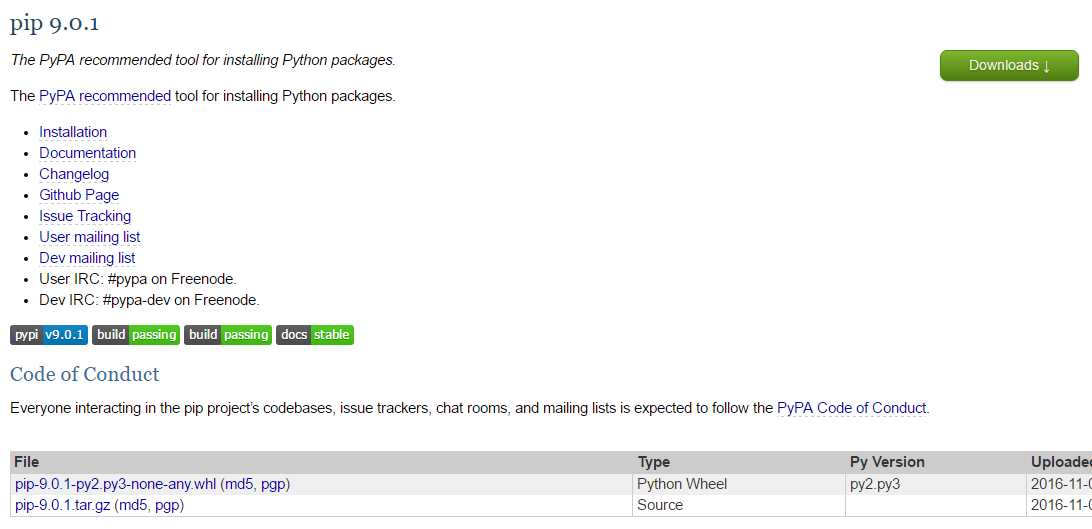 pip 9.0.1
The PyPA recommended tool for installing Python packages.
Downloads ↓
The PyPA recommended tool for installing Python packages.
• Installation
• Documentation
• Changelog
• Github Page
• Issue Tracking
• User mailing list
• Dev mailing list
• User IRC: #pypa on Freenode.
• Dev IRC: #pypa-dev on Freenode.
pypi v9.0.1 build passing build passing docs stable
Code of Conduct
Everyone interacting in the pip project's codebases, issue trackers, chat rooms, and mailing lists is expected to follow the PyPA Code of Conduct.
File Type Py Version Uploaded
pip-9.0.1-py2.py3-none-any.whl (md5, pgp) Python Wheel py2.py3 2016-11-0
pip-9.0.1.tar.gz (md5, pgp) Source 2016-11-0